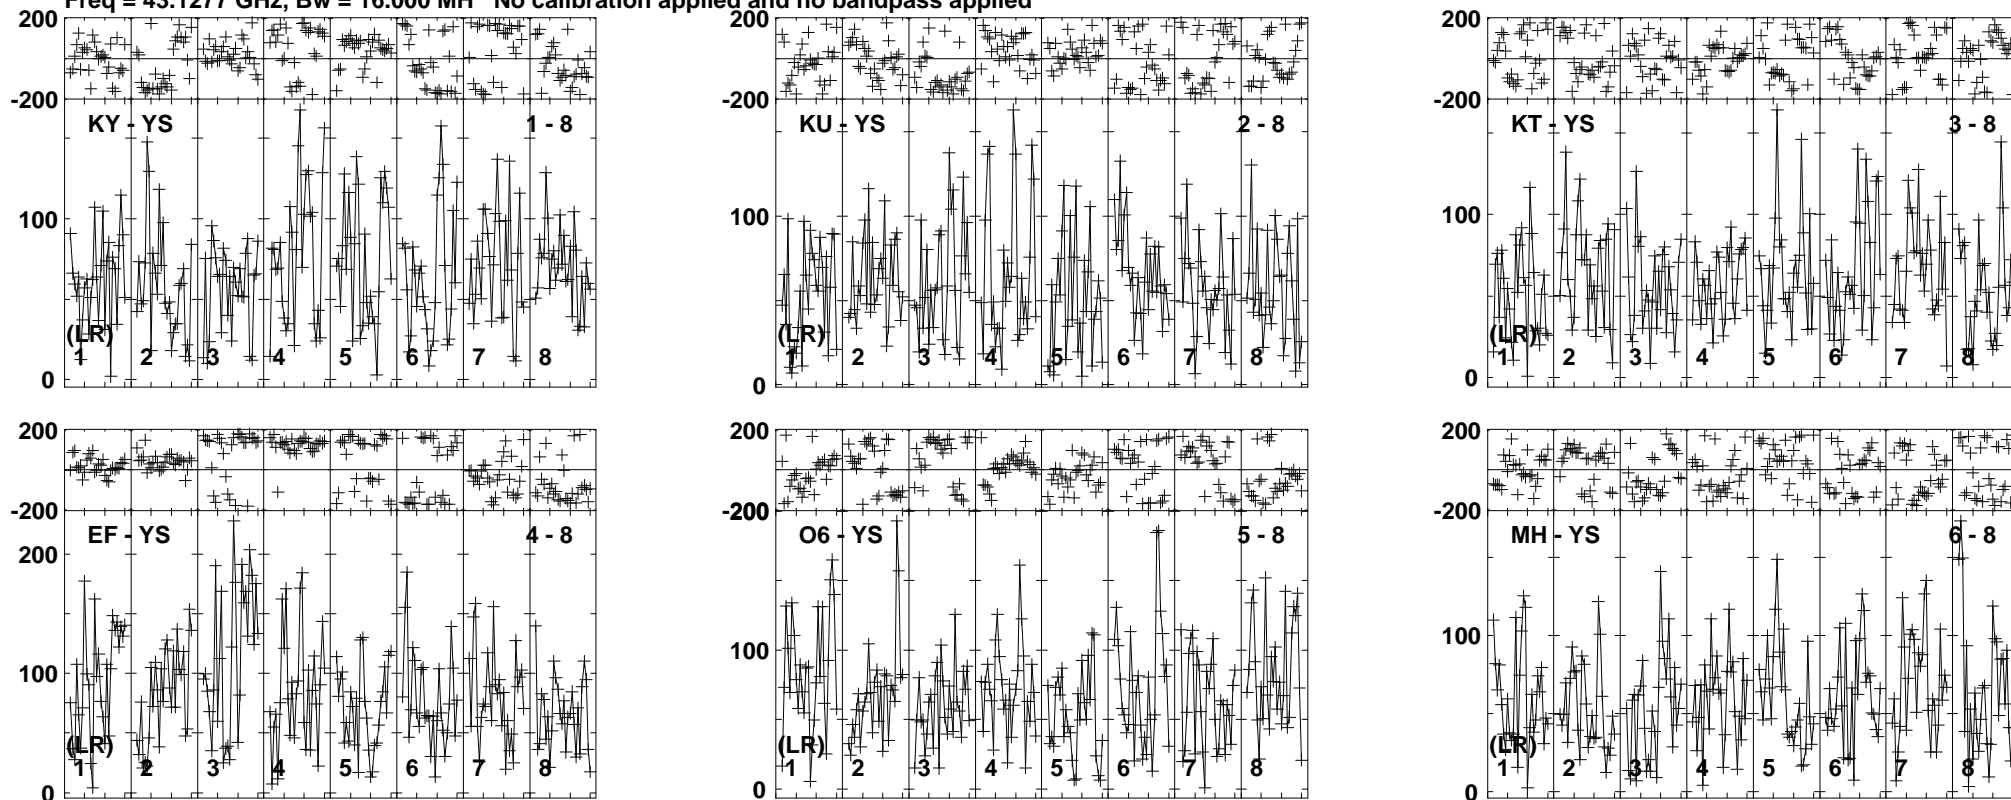 Freq = 43.1277 GHz, Bw = 16.000 MH No calibration applied and no bandpass applied
200
-200
KY - YS 1 - 8
100
(LR)
1 2 3 4 5 6 7 8
0
200
-200
KU - YS 2 - 8
100
(LR)
1 2 3 4 5 6 7 8
0
200
-200
KT - YS 3 - 8
100
(LR)
1 2 3 4 5 6 7 8
0
200
-200
EF - YS 4 - 8
200
100
(LR)
1 2 3 4 5 6 7 8
0
200
-200
O6 - YS 5 - 8
100
(LR)
1 2 3 4 5 6 7 8
0
200
-200
MH - YS 6 - 8
100
(LR)
1 2 3 4 5 6 7 8
0